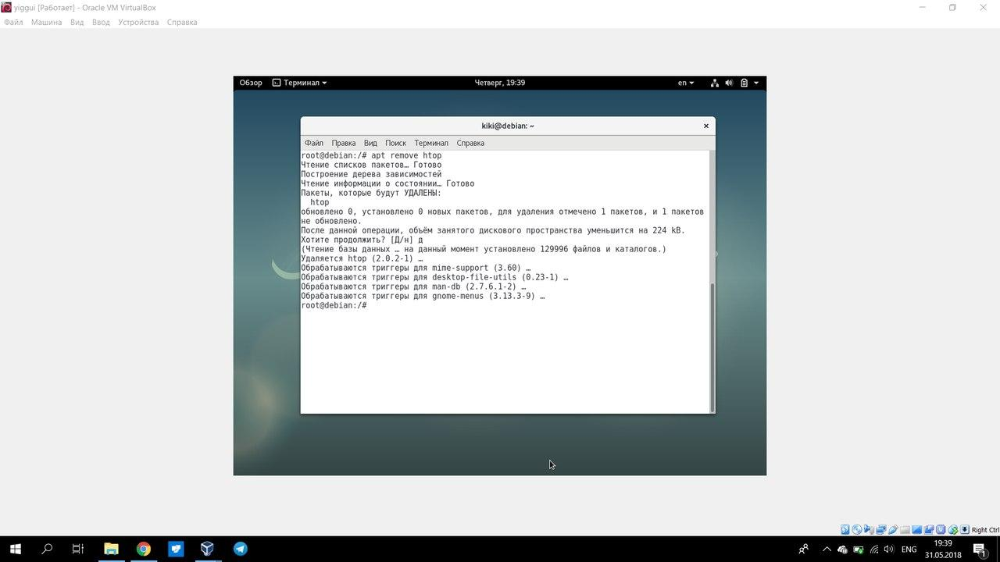 yiggui [Работает] - Oracle VM VirtualBox
Файл Машина Вид Ввод Устройства Справка
Обзор Терминал Четверг, 19:39 en
kiki@debian: ~
Файл Правка Вид Поиск Терминал Справка
root@debian:/# apt remove htop
Чтение списков пакетов… Готово
Построение дерева зависимостей
Чтение информации о состоянии… Готово
Пакеты, которые будут УДАЛЕНЫ:
htop
обновлено 0, установлено 0 новых пакетов, для удаления отмечено 1 пакетов, и 1 пакетов
не обновлено.
После данной операции, объём занятого дискового пространства уменьшится на 224 kB.
Хотите продолжить? [Д/н] д
(Чтение базы данных … на данный момент установлено 129996 файлов и каталогов.)
Удаляется htop (2.0.2-1) …
Обрабатываются триггеры для mime-support (3.60) …
Обрабатываются триггеры для desktop-file-utils (0.23-1) …
Обрабатываются триггеры для man-db (2.7.6.1-2) …
Обрабатываются триггеры для gnome-menus (3.13.3-9) …
root@debian:/#
Right Ctrl
ENG 19:39
31.05.2018
1